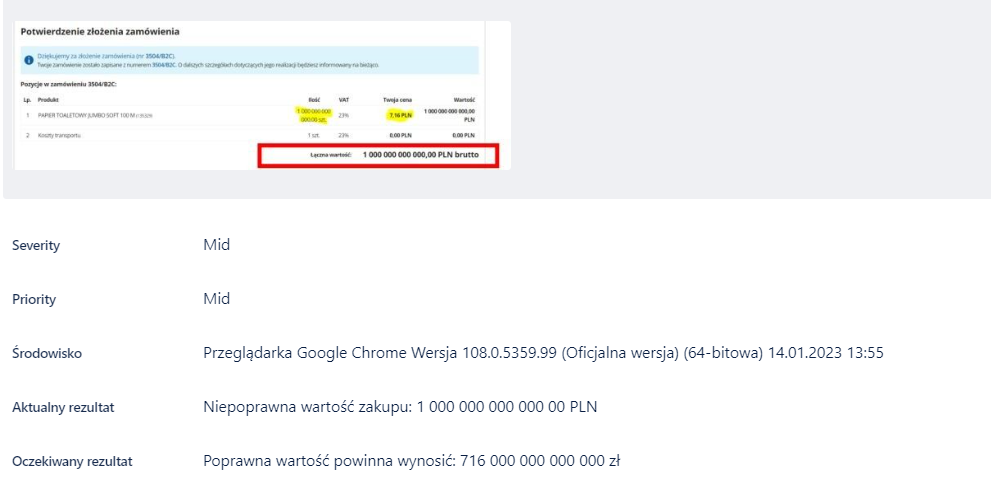 Potwierdzenie złożenia zamówienia
Dziękujemy za złożenie zamówienia (nr 3504/B2C).
Twoje zamówienie zostało zapisane z numerem 3504/B2C. O dalszych szczegółach dotyczących jego realizacji będziesz informowany na bieżąco.
Pozycje w zamówieniu 3504/B2C:
Lp. Produkt Ilość VAT Twoja cena Wartość
1 PAPIER TOALETOWY JUMBO SOFT 100 M 23% 7,16 PLN 1 000 000 000 000,00
1 000 000 000
000,00 szt. PLN
2 Koszty transportu 1 szt. 23% 0,00 PLN 0,00 PLN
Łączna wartość: 1 000 000 000 000,00 PLN brutto
Severity Mid
Priority Mid
Środowisko Przeglądarka Google Chrome Wersja 108.0.5359.99 (Oficjalna wersja) (64-bitowa) 14.01.2023 13:55
Aktualny rezultat Niepoprawna wartość zakupu: 1 000 000 000 000 00 PLN
Oczekiwany rezultat Poprawna wartość powinna wynosić: 716 000 000 000 000 zł